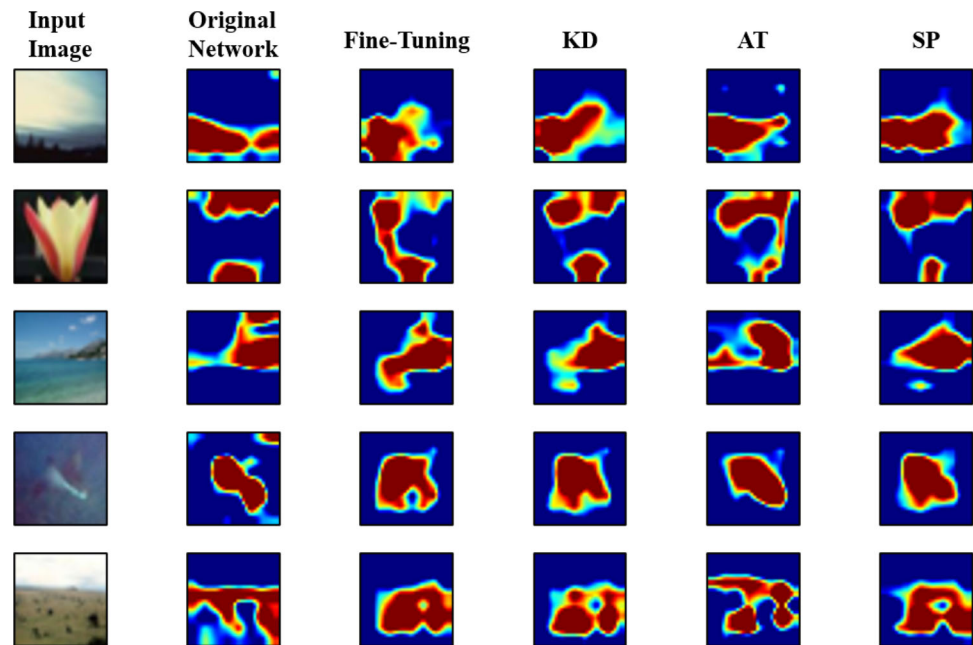 Input
Image
Original
Network
Fine-Tuning
KD
AT
SP